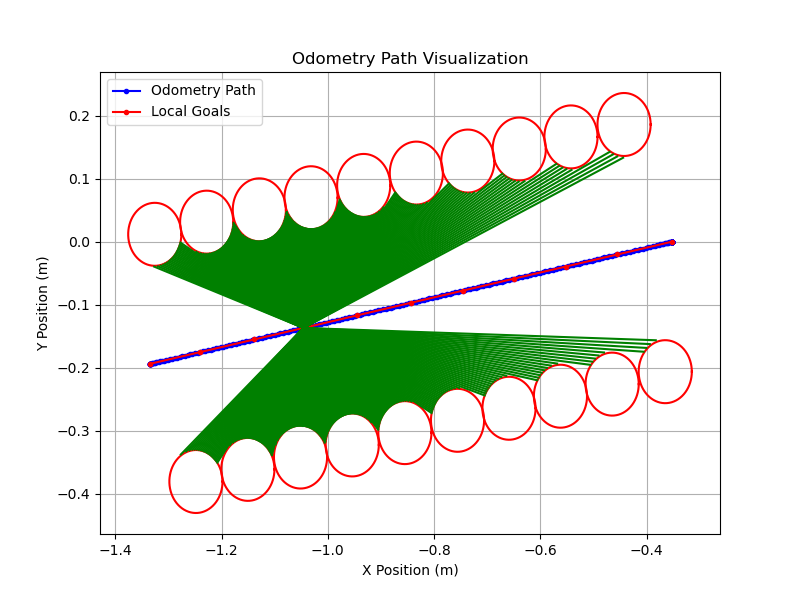 Odometry Path Visualization
Odometry Path
Local Goals
Y Position (m)
0.2
0.1
0.0
−0.1
−0.2
−0.3
−0.4
−1.4
−1.2
−1.0
−0.8
−0.6
−0.4
X Position (m)